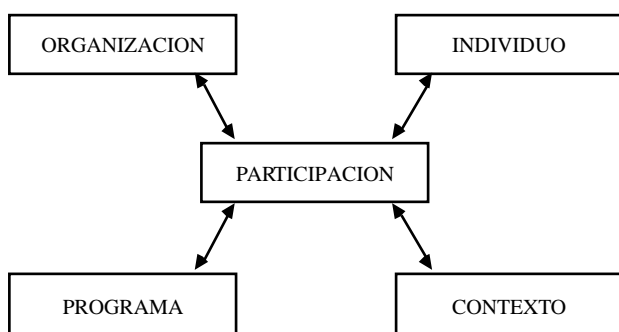 ORGANIZACION
INDIVIDUO
PARTICIPACION
PROGRAMA
CONTEXTO